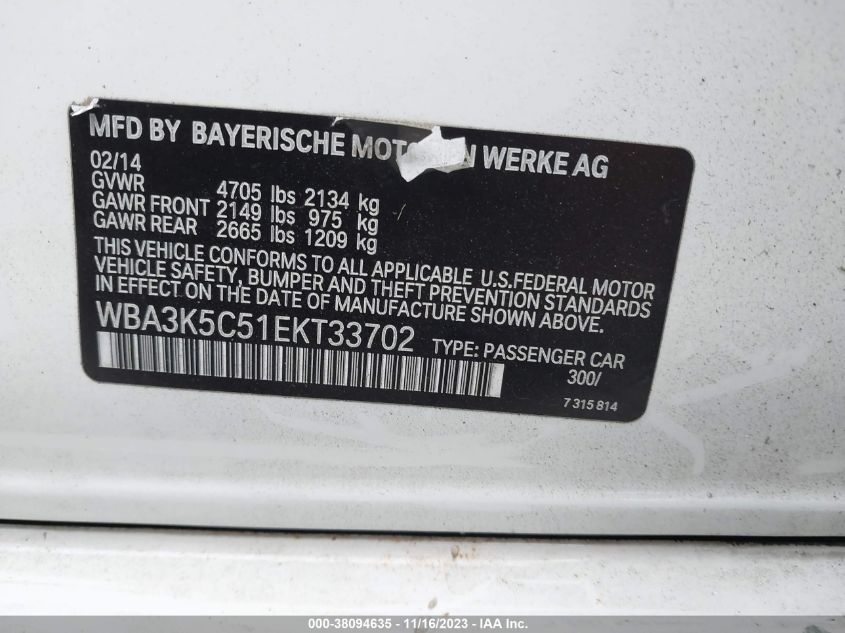 MFD BY BAYERISCHE MOT N WERKE AG
02/14
GVWR 4705 lbs 2134 kg
GAWR FRONT 2149 lbs 975 kg
GAWR REAR 2665 lbs 1209 kg
THIS VEHICLE CONFORMS TO ALL APPLICABLE U.S.FEDERAL MOTOR
VEHICLE SAFETY, BUMPER AND THEFT PREVENTION STANDARDS
IN EFFECT ON THE DATE OF MANUFACTURE SHOWN ABOVE.
WBA3K5C51EKT33702 TYPE: PASSENGER CAR
300/
7 315 814
000-38094635 - 11/16/2023 - IAA Inc.